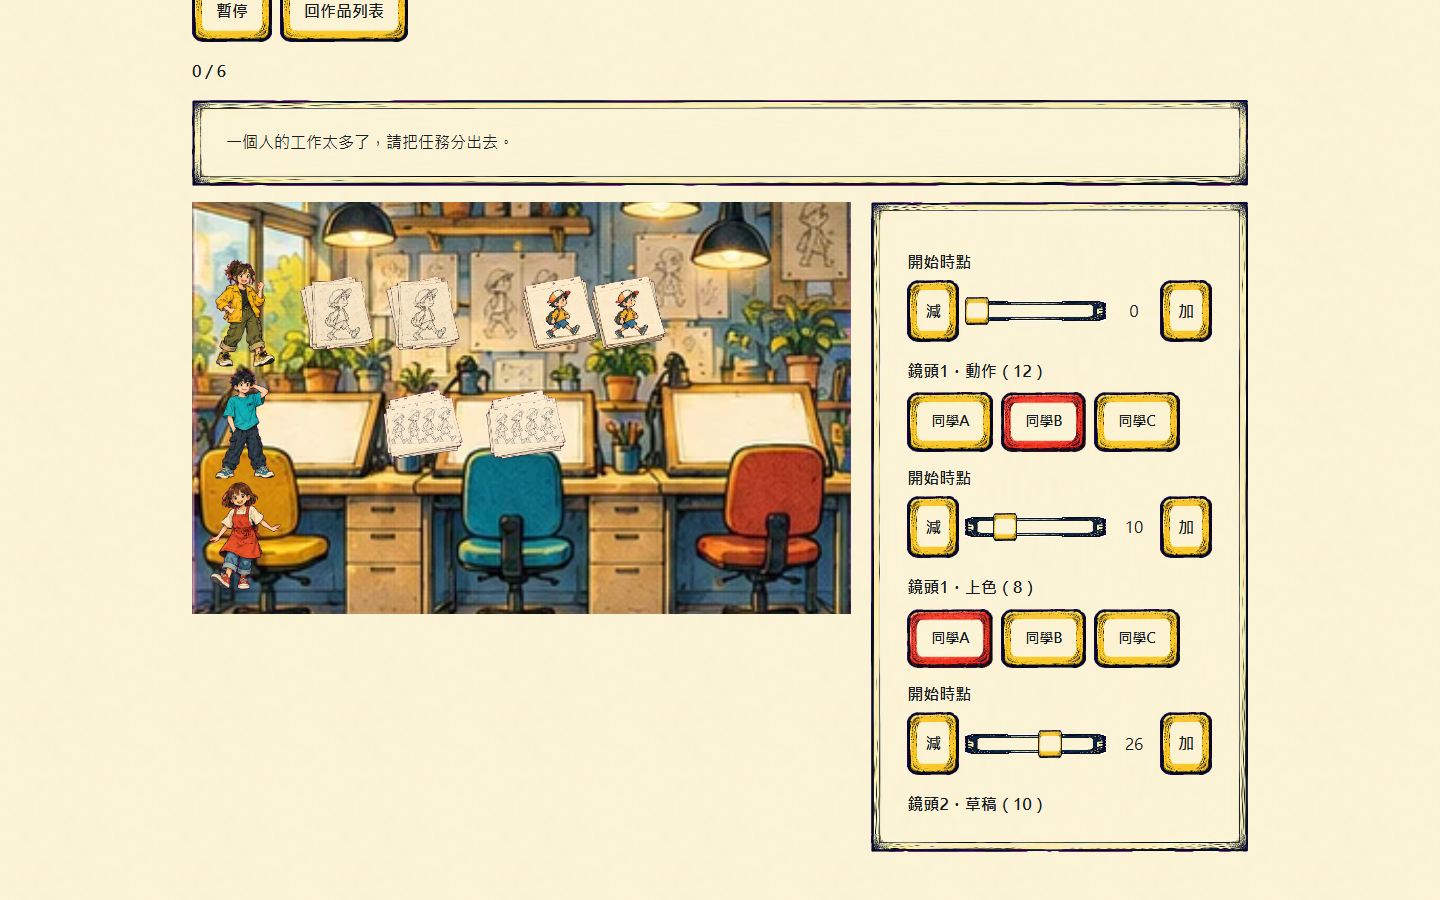 暫停 回作品列表
0 / 6
一個人的工作太多了，請把任務分出去。
開始時點
減 0 加
鏡頭1・動作 ( 12 )
同學A 同學B 同學C
開始時點
減 10 加
鏡頭1・上色 ( 8 )
同學A 同學B 同學C
開始時點
減 26 加
鏡頭2・草稿 ( 10 )